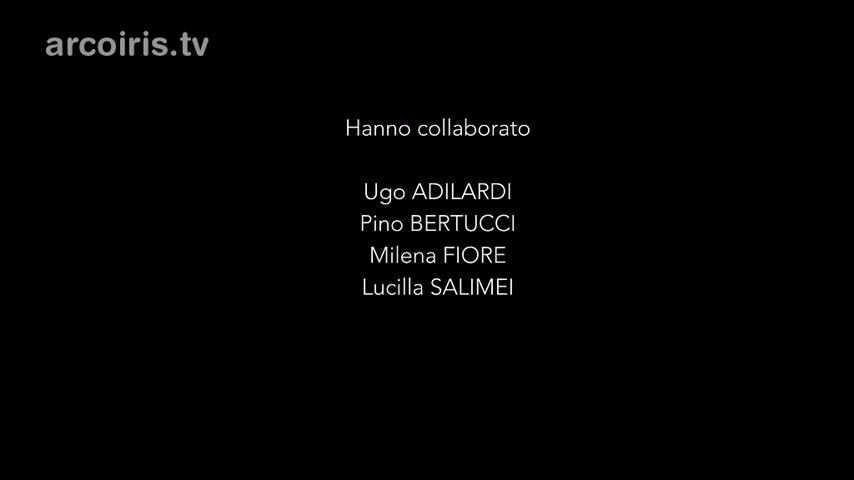 arcoiris.tv
Hanno collaborato
Ugo ADILARDI
Pino BERTUCCI
Milena FIORE
Lucilla SALIMEI